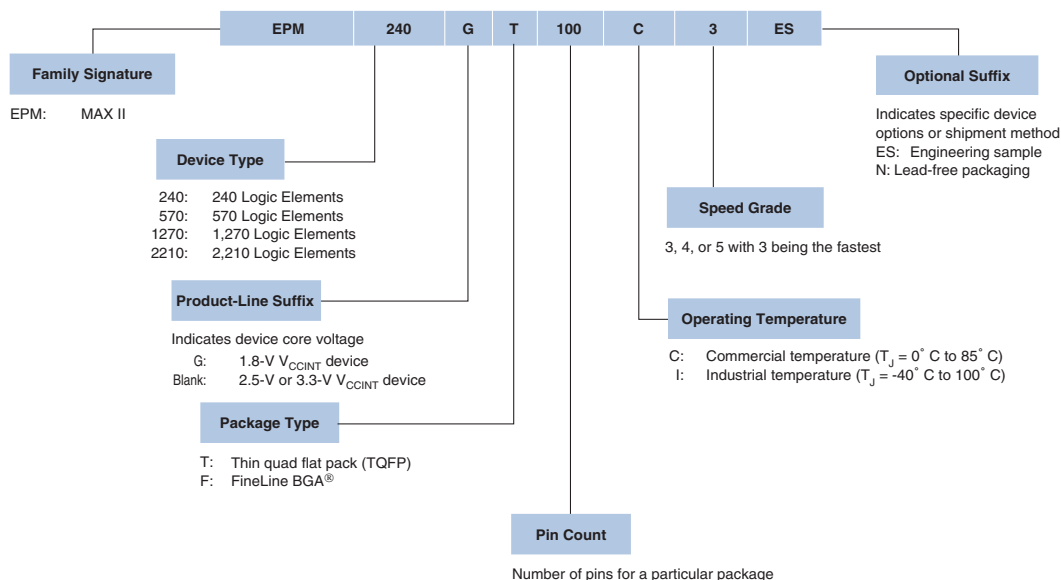 EPM 240 G T 100 C 3 ES
Family Signature
EPM: MAX II
Optional Suffix
Indicates specific device
options or shipment method
ES: Engineering sample
N: Lead-free packaging
Device Type
240: 240 Logic Elements
570: 570 Logic Elements
1270: 1,270 Logic Elements
2210: 2,210 Logic Elements
Speed Grade
3, 4, or 5 with 3 being the fastest
Product-Line Suffix
Indicates device core voltage
G: 1.8-V VCCINT device
Blank: 2.5-V or 3.3-V VCCINT device
Operating Temperature
C: Commercial temperature (TJ = 0° C to 85° C)
I: Industrial temperature (TJ = -40° C to 100° C)
Package Type
T: Thin quad flat pack (TQFP)
F: FineLine BGA®
Pin Count
Number of pins for a particular package